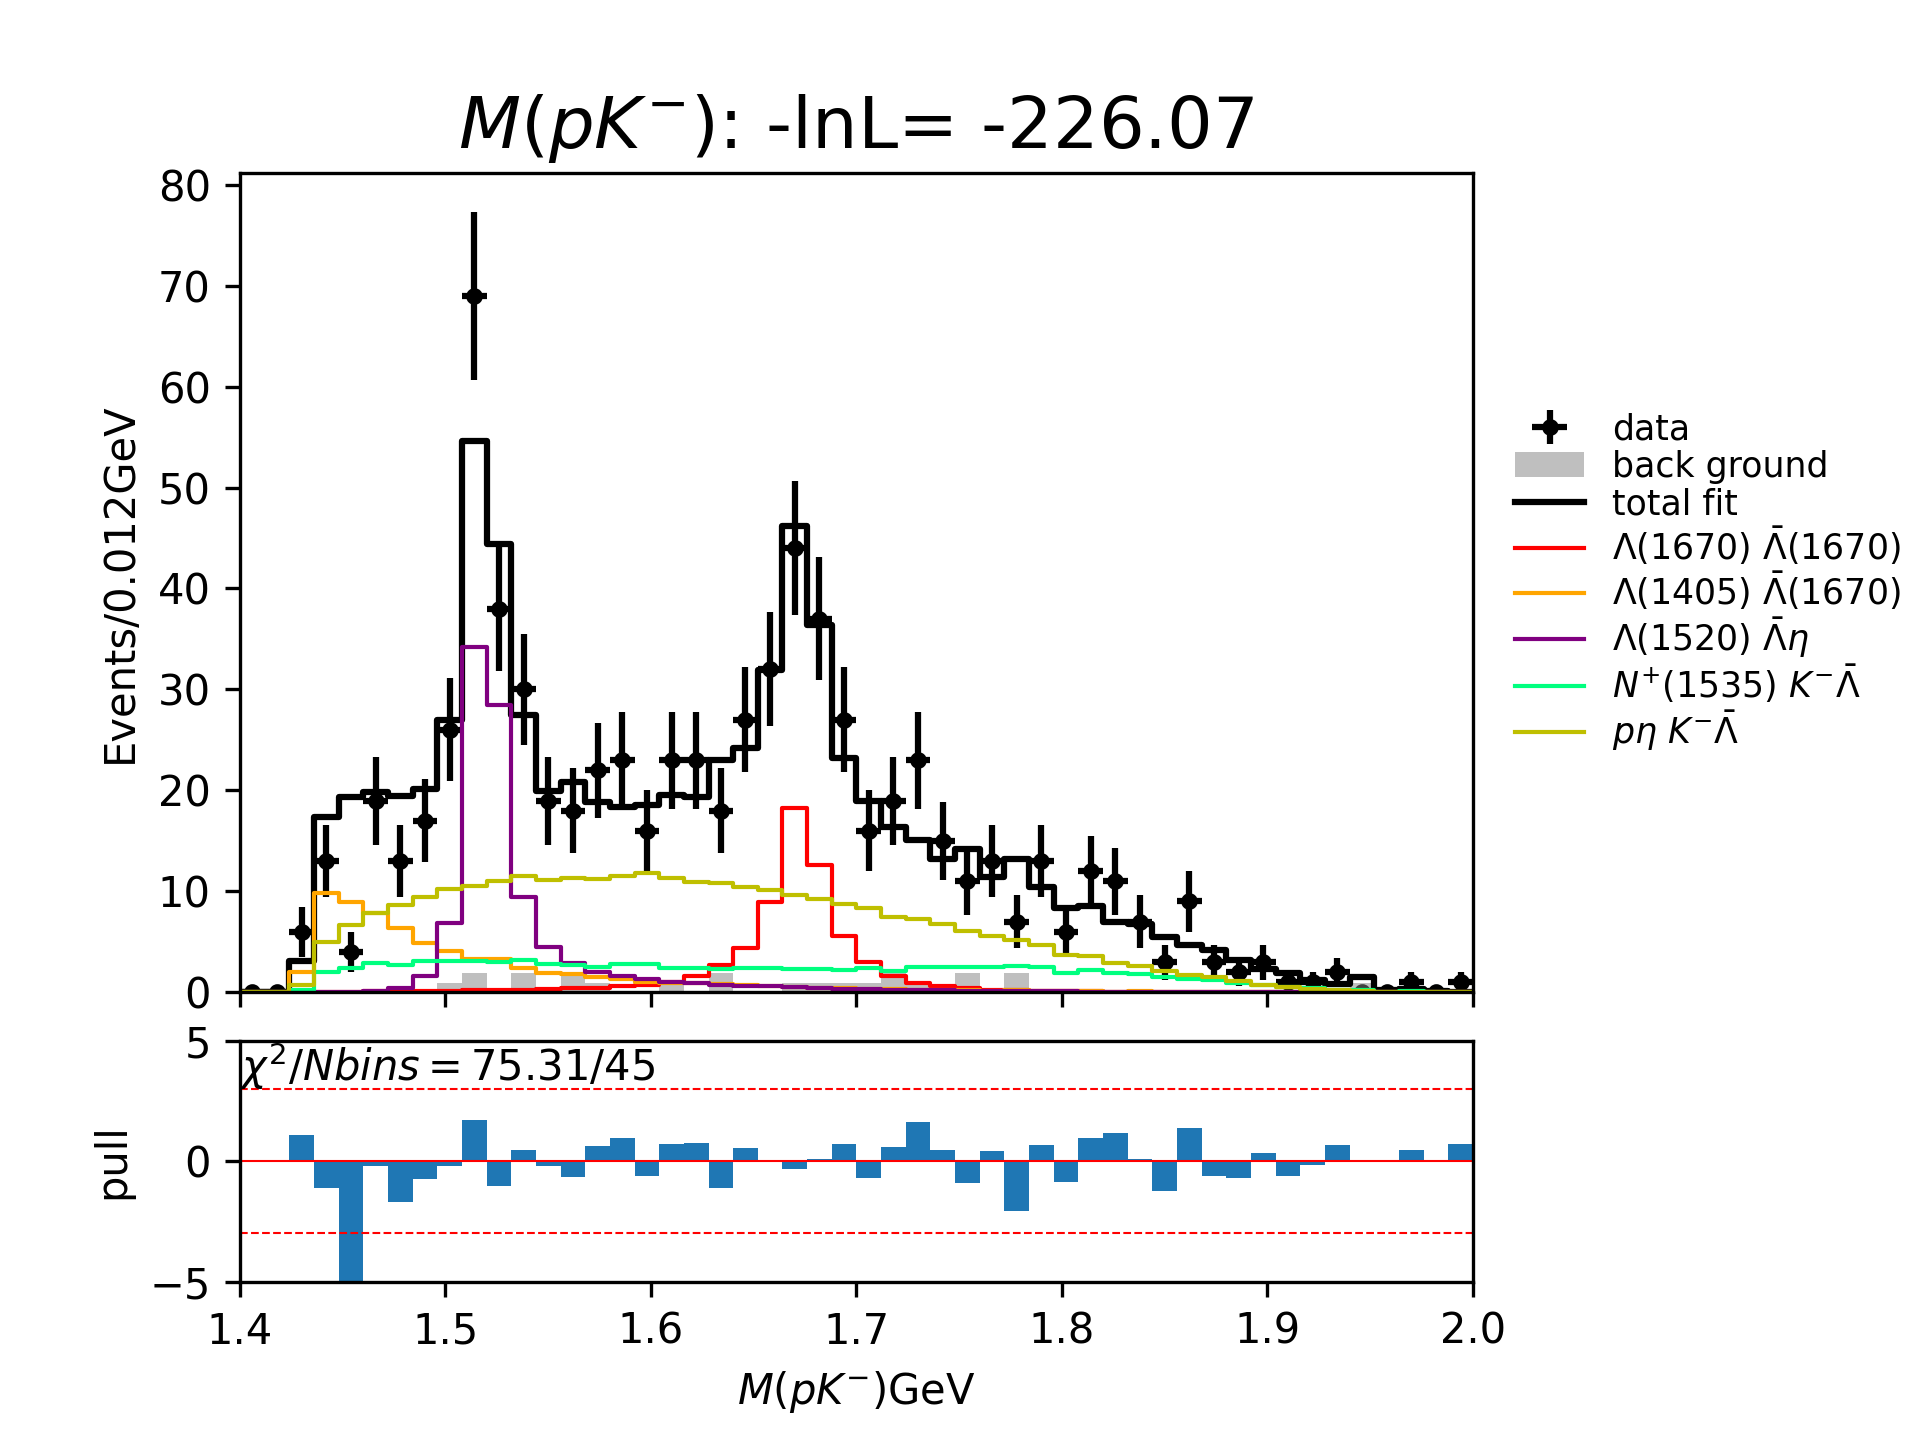 M(pK⁻): -lnL= -226.07
80
70
60
50
40
30
20
10
0
Events/0.012GeV
data
back ground
total fit
Λ(1670) Λ̄(1670)
Λ(1405) Λ̄(1670)
Λ(1520) Λ̄η
N⁺(1535) K⁻Λ̄
pη K⁻Λ̄
χ²/Nbins = 75.31/45
5
0
−5
pull
1.4 1.5 1.6 1.7 1.8 1.9 2.0
M(pK⁻)GeV